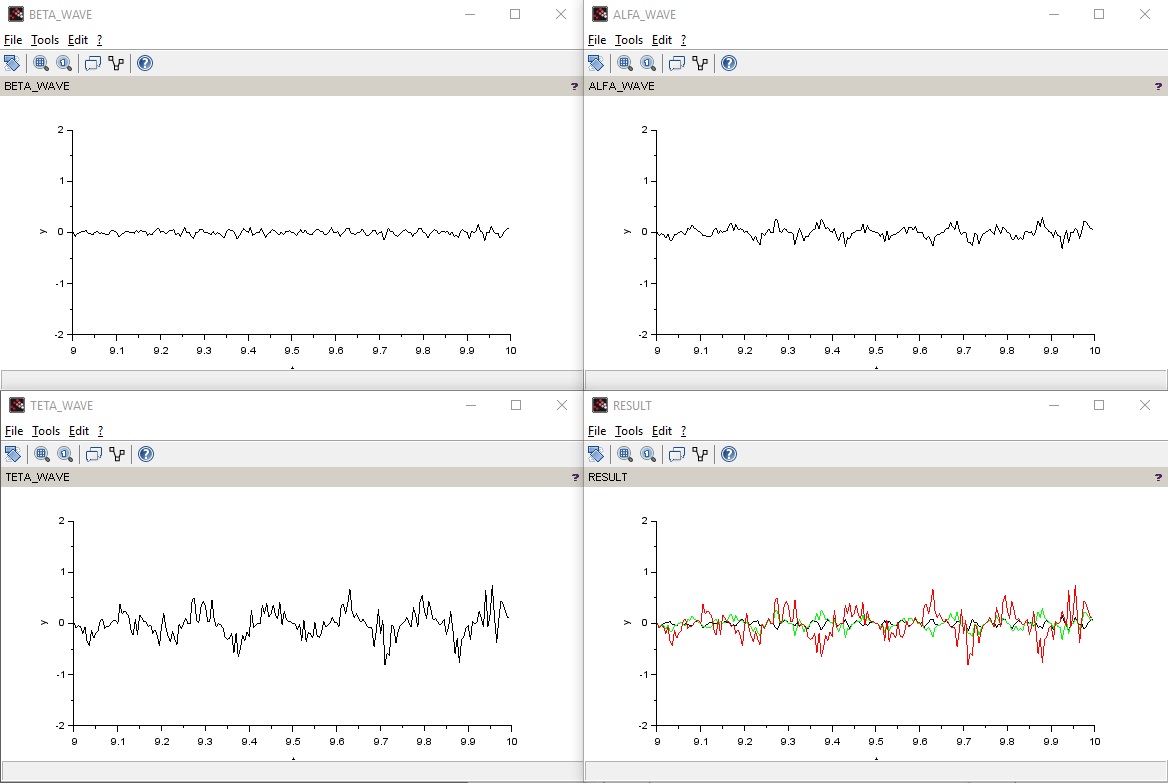 BETA_WAVE
File Tools Edit ?
BETA_WAVE ?
2
1
y 0
-1
-2
9 9.1 9.2 9.3 9.4 9.5 9.6 9.7 9.8 9.9 10
ALFA_WAVE
File Tools Edit ?
ALFA_WAVE ?
2
1
y 0
-1
-2
9 9.1 9.2 9.3 9.4 9.5 9.6 9.7 9.8 9.9 10
TETA_WAVE
File Tools Edit ?
TETA_WAVE ?
2
1
y 0
-1
-2
9 9.1 9.2 9.3 9.4 9.5 9.6 9.7 9.8 9.9 10
RESULT
File Tools Edit ?
RESULT ?
2
1
y 0
-1
-2
9 9.1 9.2 9.3 9.4 9.5 9.6 9.7 9.8 9.9 10